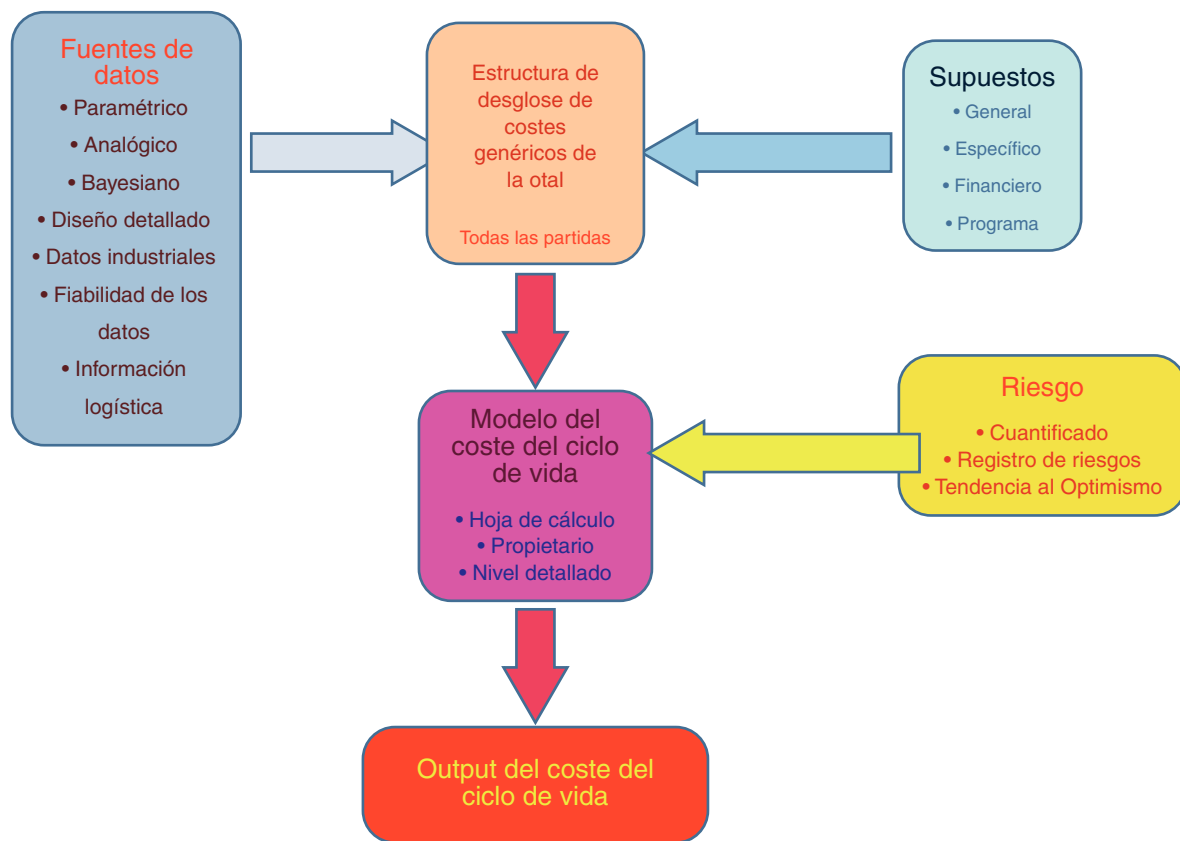 Fuentes de
datos
• Paramétrico
• Analógico
• Bayesiano
• Diseño detallado
• Datos industriales
• Fiabilidad de los
datos
• Información
logística
Estructura de
desglose de
costes
genéricos de
la otal
Todas las partidas
Supuestos
• General
• Específico
• Financiero
• Programa
Modelo del
coste del ciclo
de vida
• Hoja de cálculo
• Propietario
• Nivel detallado
Riesgo
• Cuantificado
• Registro de riesgos
• Tendencia al Optimismo
Output del coste del
ciclo de vida